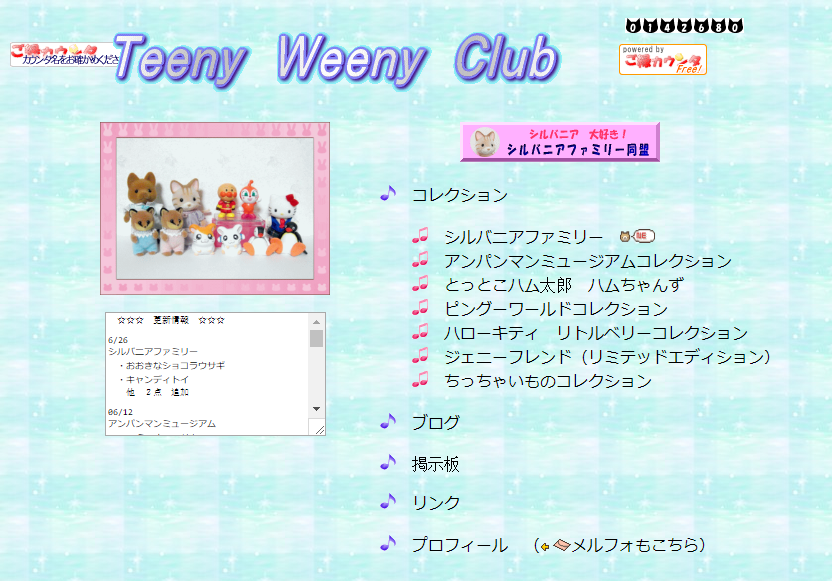 0142680
ご縁カウンタ
カウンタ名をお確かめくださ
Teeny Weeny Club
powered by
ご縁カウンタ
Free!
シルバニア 大好き!
シルバニアファミリー同盟
コレクション
シルバニアファミリー
アンパンマンミュージアムコレクション
とっとこハム太郎 ハムちゃんず
ピングーワールドコレクション
ハローキティ リトルベリーコレクション
ジェニーフレンド(リミテッドエディション)
ちっちゃいものコレクション
☆☆☆ 更新情報 ☆☆☆
6/26
シルバニアファミリー
・おおきなショコラウサギ
・キャンディトイ
他 2点 追加
06/12
アンパンマンミュージアム
ブログ
掲示板
リンク
プロフィール (メルフォもこちら)